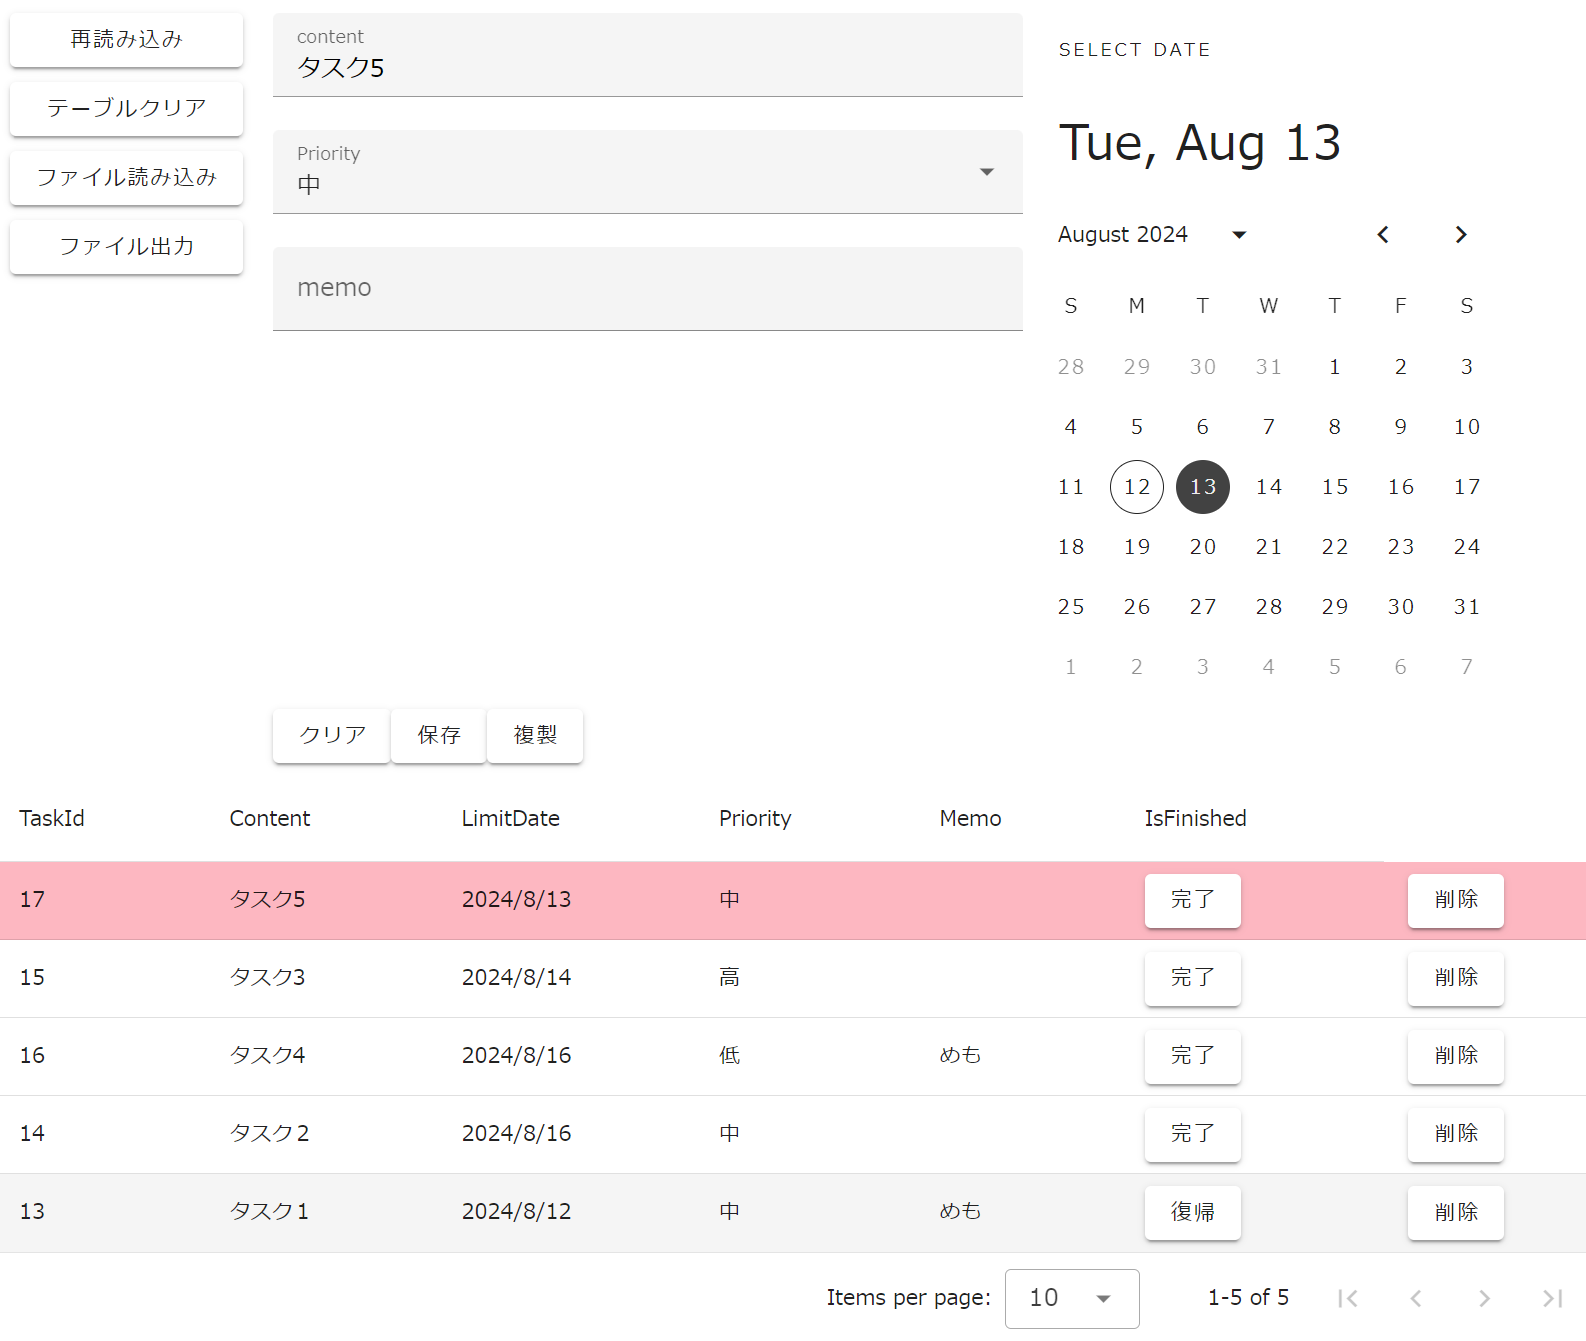 再読み込み
テーブルクリア
ファイル読み込み
ファイル出力
content
タスク5
Priority
中
memo
SELECT DATE
Tue, Aug 13
August 2024
S M T W T F S
28 29 30 31 1 2 3
4 5 6 7 8 9 10
11 12 13 14 15 16 17
18 19 20 21 22 23 24
25 26 27 28 29 30 31
1 2 3 4 5 6 7
クリア 保存 複製
TaskId Content LimitDate Priority Memo IsFinished
17 タスク5 2024/8/13 中 完了 削除
15 タスク3 2024/8/14 高 完了 削除
16 タスク4 2024/8/16 低 めも 完了 削除
14 タスク２ 2024/8/16 中 完了 削除
13 タスク１ 2024/8/12 中 めも 復帰 削除
Items per page: 10 1-5 of 5